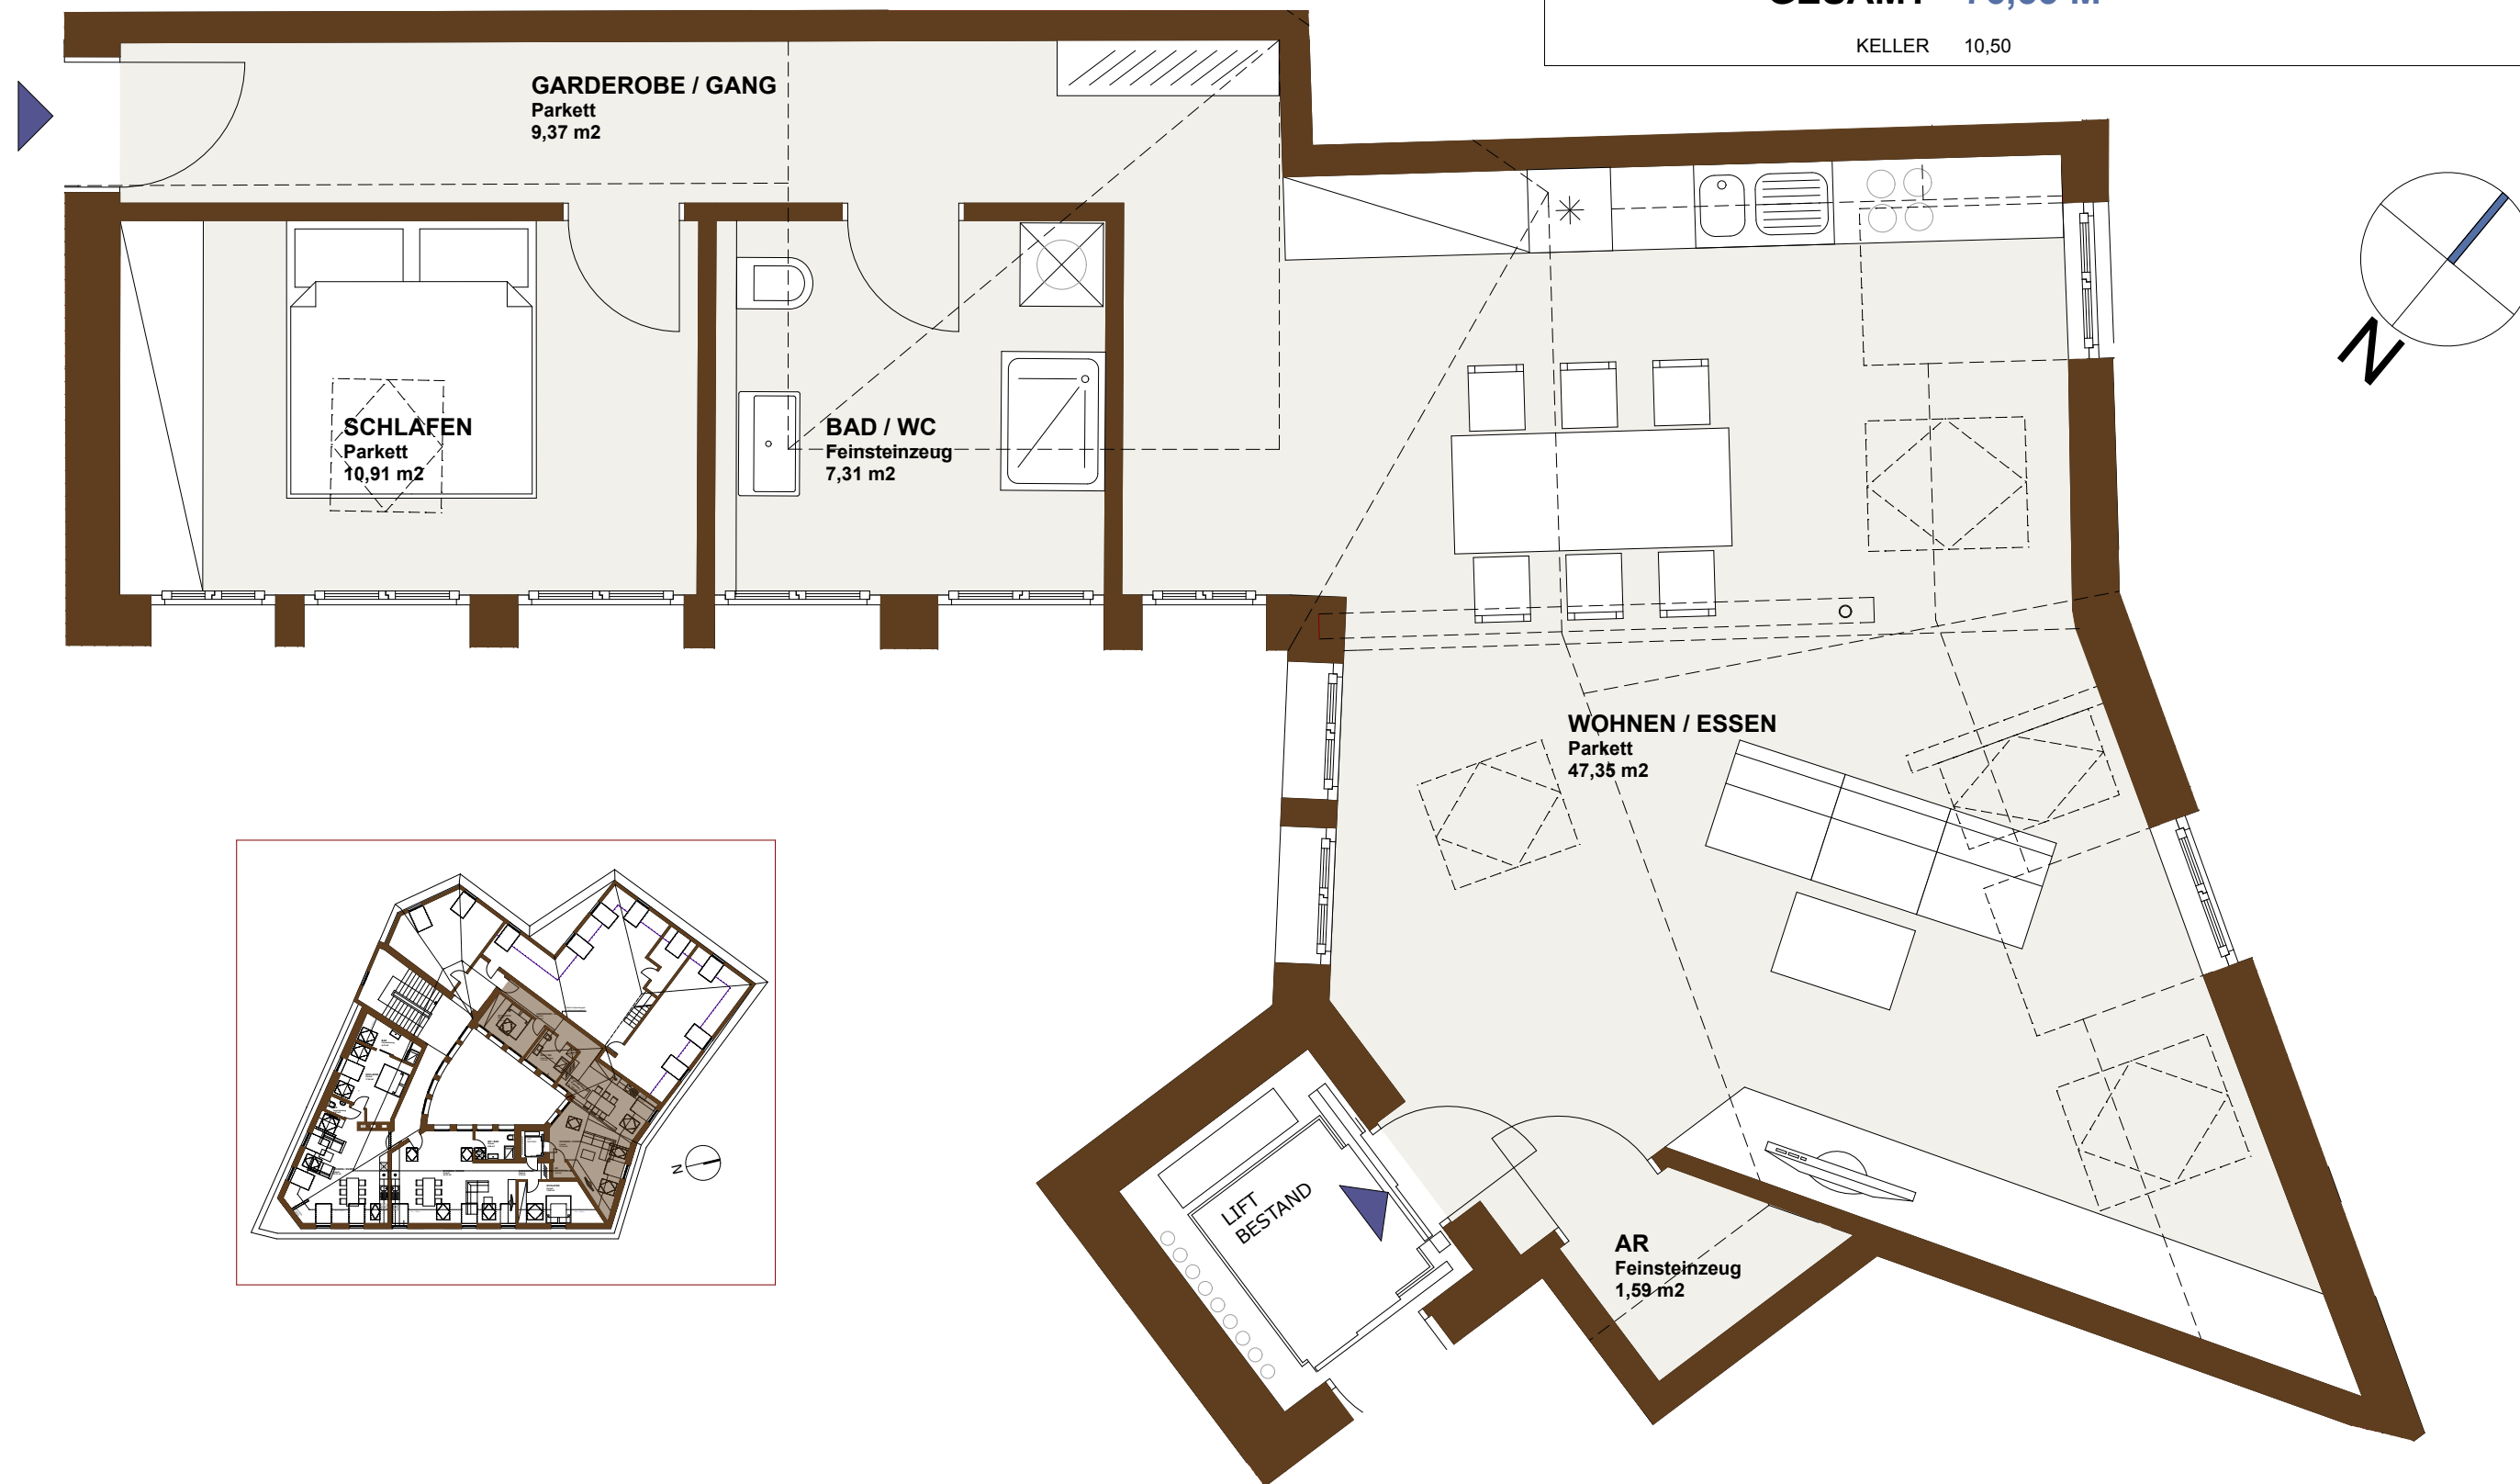 KELLER 10,50
GARDEROBE / GANG
Parkett
9,37 m2
SCHLAFEN
Parkett
10,91 m2
BAD / WC
Feinsteinzeug
7,31 m2
N
WOHNEN / ESSEN
Parkett
47,35 m2
LIFT
BESTAND
AR
Feinsteinzeug
1,59 m2
N